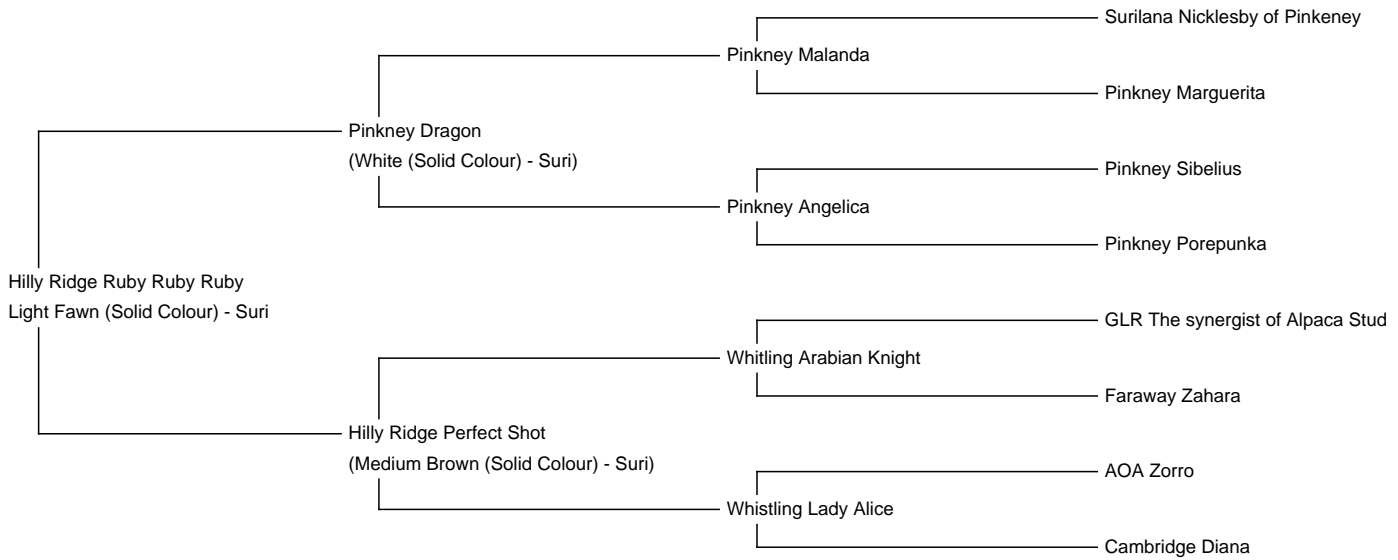 Surilana Nicklesby of Pinkeney
Pinkney Malanda
Pinkney Marguerita
Pinkney Dragon
(White (Solid Colour) - Suri)
Pinkney Sibelius
Pinkney Angelica
Pinkney Porepunka
Hilly Ridge Ruby Ruby Ruby
Light Fawn (Solid Colour) - Suri
GLR The synergist of Alpaca Stud
Whitling Arabian Knight
Faraway Zahara
Hilly Ridge Perfect Shot
(Medium Brown (Solid Colour) - Suri)
AOA Zorro
Whistling Lady Alice
Cambridge Diana